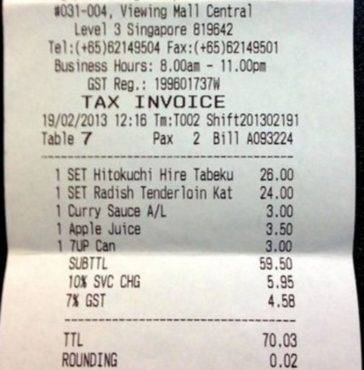 #031-004, Viewing Mall Central
Level 3 Singapore 819642
Tel:(+65)62149504 Fax:(+65)62149501
Business Hours: 8.00am - 11.00pm
GST Reg.: 199601737W
TAX INVOICE
19/02/2013 12:16 Tm:T002 Shift201302191
Table 7 Pax 2 Bill A093224
1 SET Hitokuchi Hire Tabeku 26.00
1 SET Radish Tenderloin Kat 24.00
1 Curry Sauce A/L 3.00
1 Apple Juice 3.50
1 7UP Can 3.00
SUBTTL 59.50
10% SVC CHG 5.95
7% GST 4.58
TTL 70.03
ROUNDING 0.02